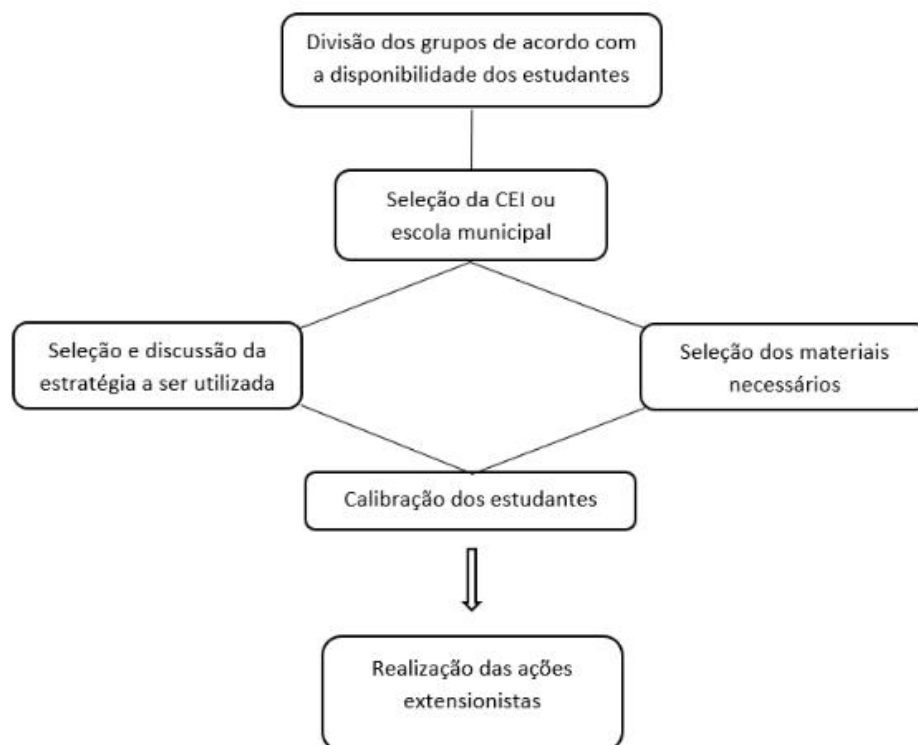 Divisão dos grupos de acordo com
a disponibilidade dos estudantes
Seleção da CEI ou
escola municipal
Seleção e discussão da
estratégia a ser utilizada
Seleção dos materiais
necessários
Calibração dos estudantes
Realização das ações
extensionistas